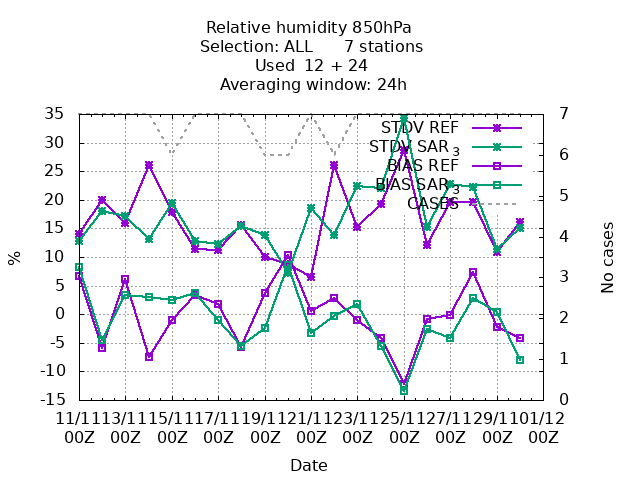 Relative humidity 850hPa
Selection: ALL 7 stations
Used 12 + 24
Averaging window: 24h
35 7
STDV REF
30
STDV SAR_3
6
BIAS REF
25
BIAS SAR_3
5
20
CASES
15 4
10
5 3
0
2
-5
-10 1
-15 0
% No cases
11/11 13/11 15/11 17/11 19/11 21/11 23/11 25/11 27/11 29/11 01/12
00Z 00Z 00Z 00Z 00Z 00Z 00Z 00Z 00Z 00Z 00Z
Date